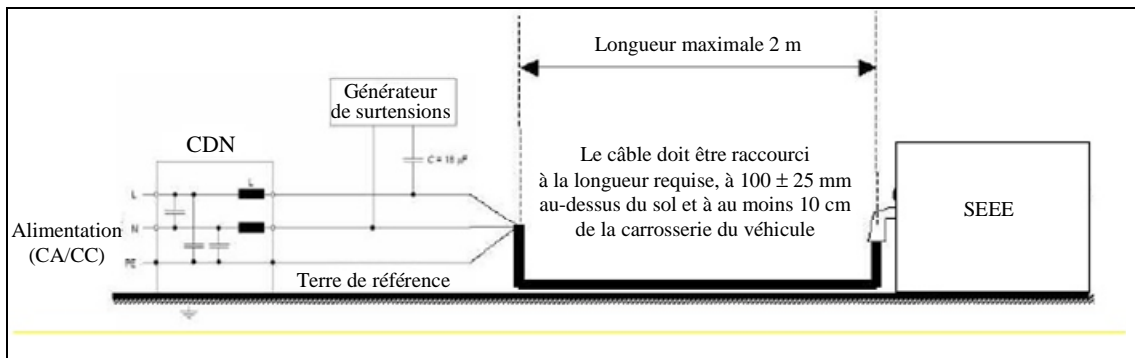 Longueur maximale 2 m
Générateur
de surtensions
CDN
C = 18 µF
L
L
Le câble doit être raccourci
à la longueur requise, à 100 ± 25 mm
au-dessus du sol et à au moins 10 cm
de la carrosserie du véhicule
SEEE
N
Alimentation
(CA/CC)
PE
Terre de référence